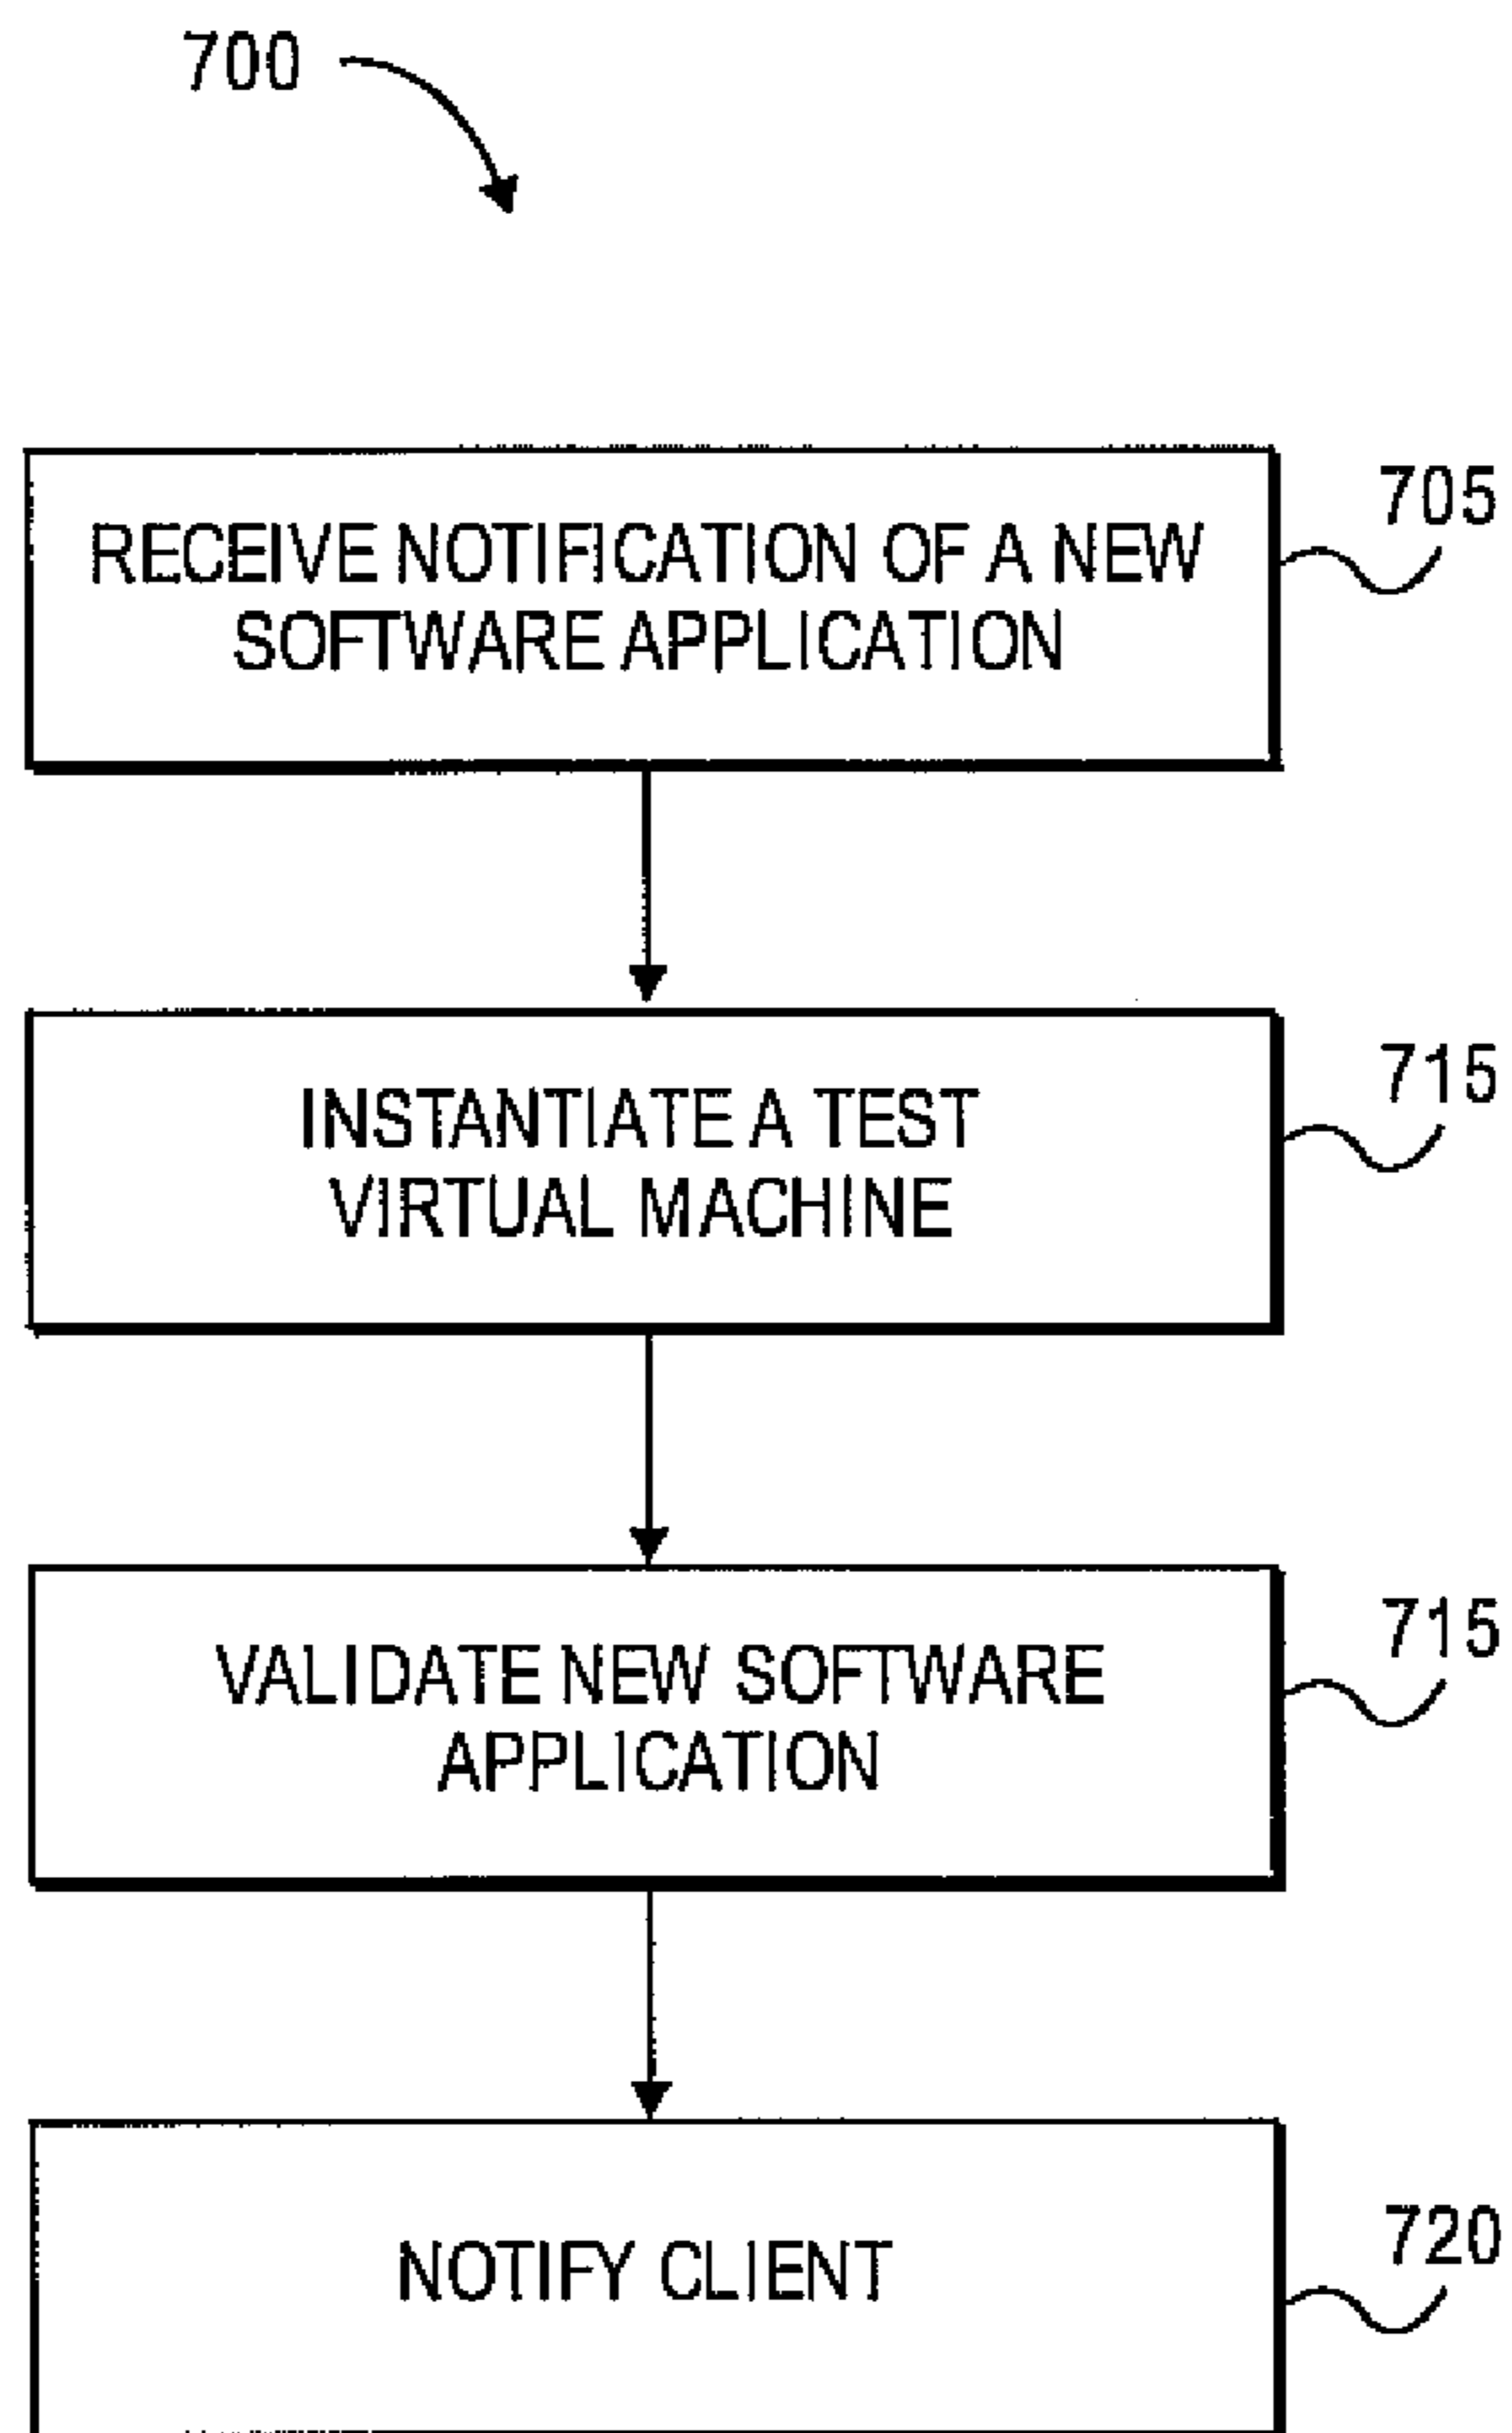 700
RECEIVE NOTIFICATION OF A NEW
SOFTWARE APPLICATION
705
INSTANTIATE A TEST
VIRTUAL MACHINE
715
VALIDATE NEW SOFTWARE
APPLICATION
715
NOTIFY CLIENT
720